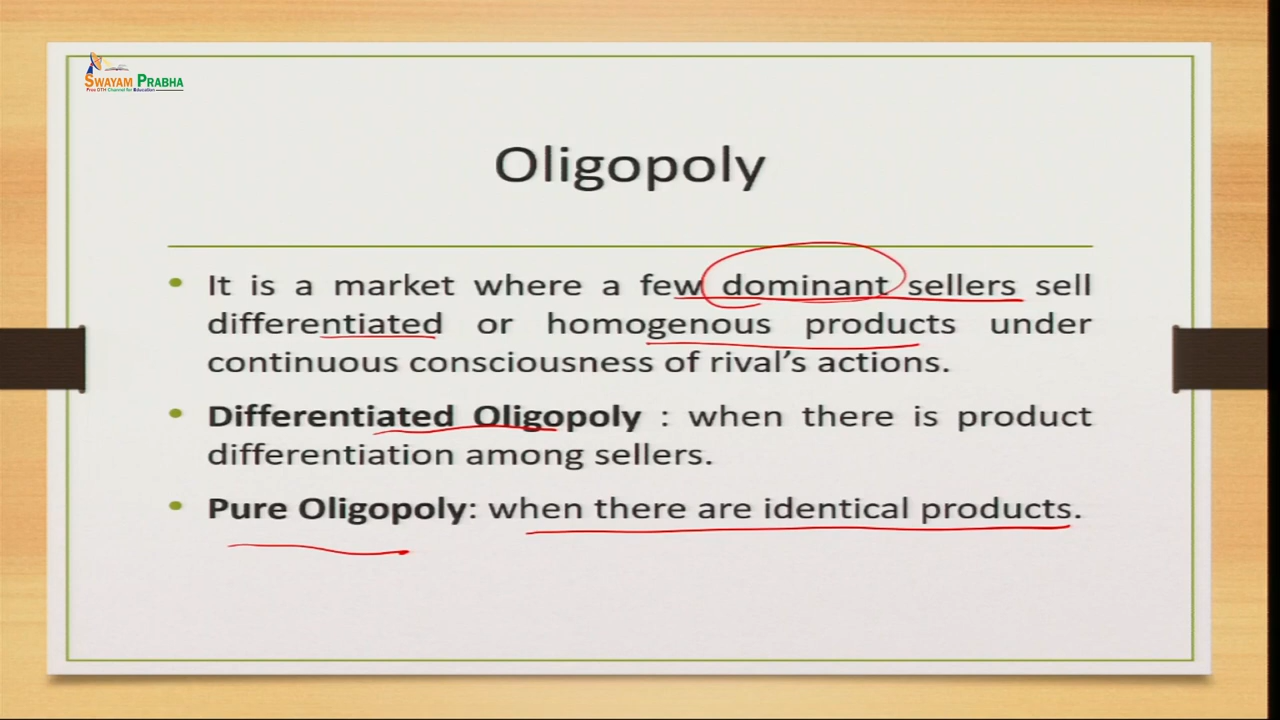 SWAYAM PRABHA
Free DTH Channel for Education
Oligopoly
• It is a market where a few dominant sellers sell
differentiated or homogenous products under
continuous consciousness of rival's actions.
• Differentiated Oligopoly : when there is product
differentiation among sellers.
• Pure Oligopoly: when there are identical products.